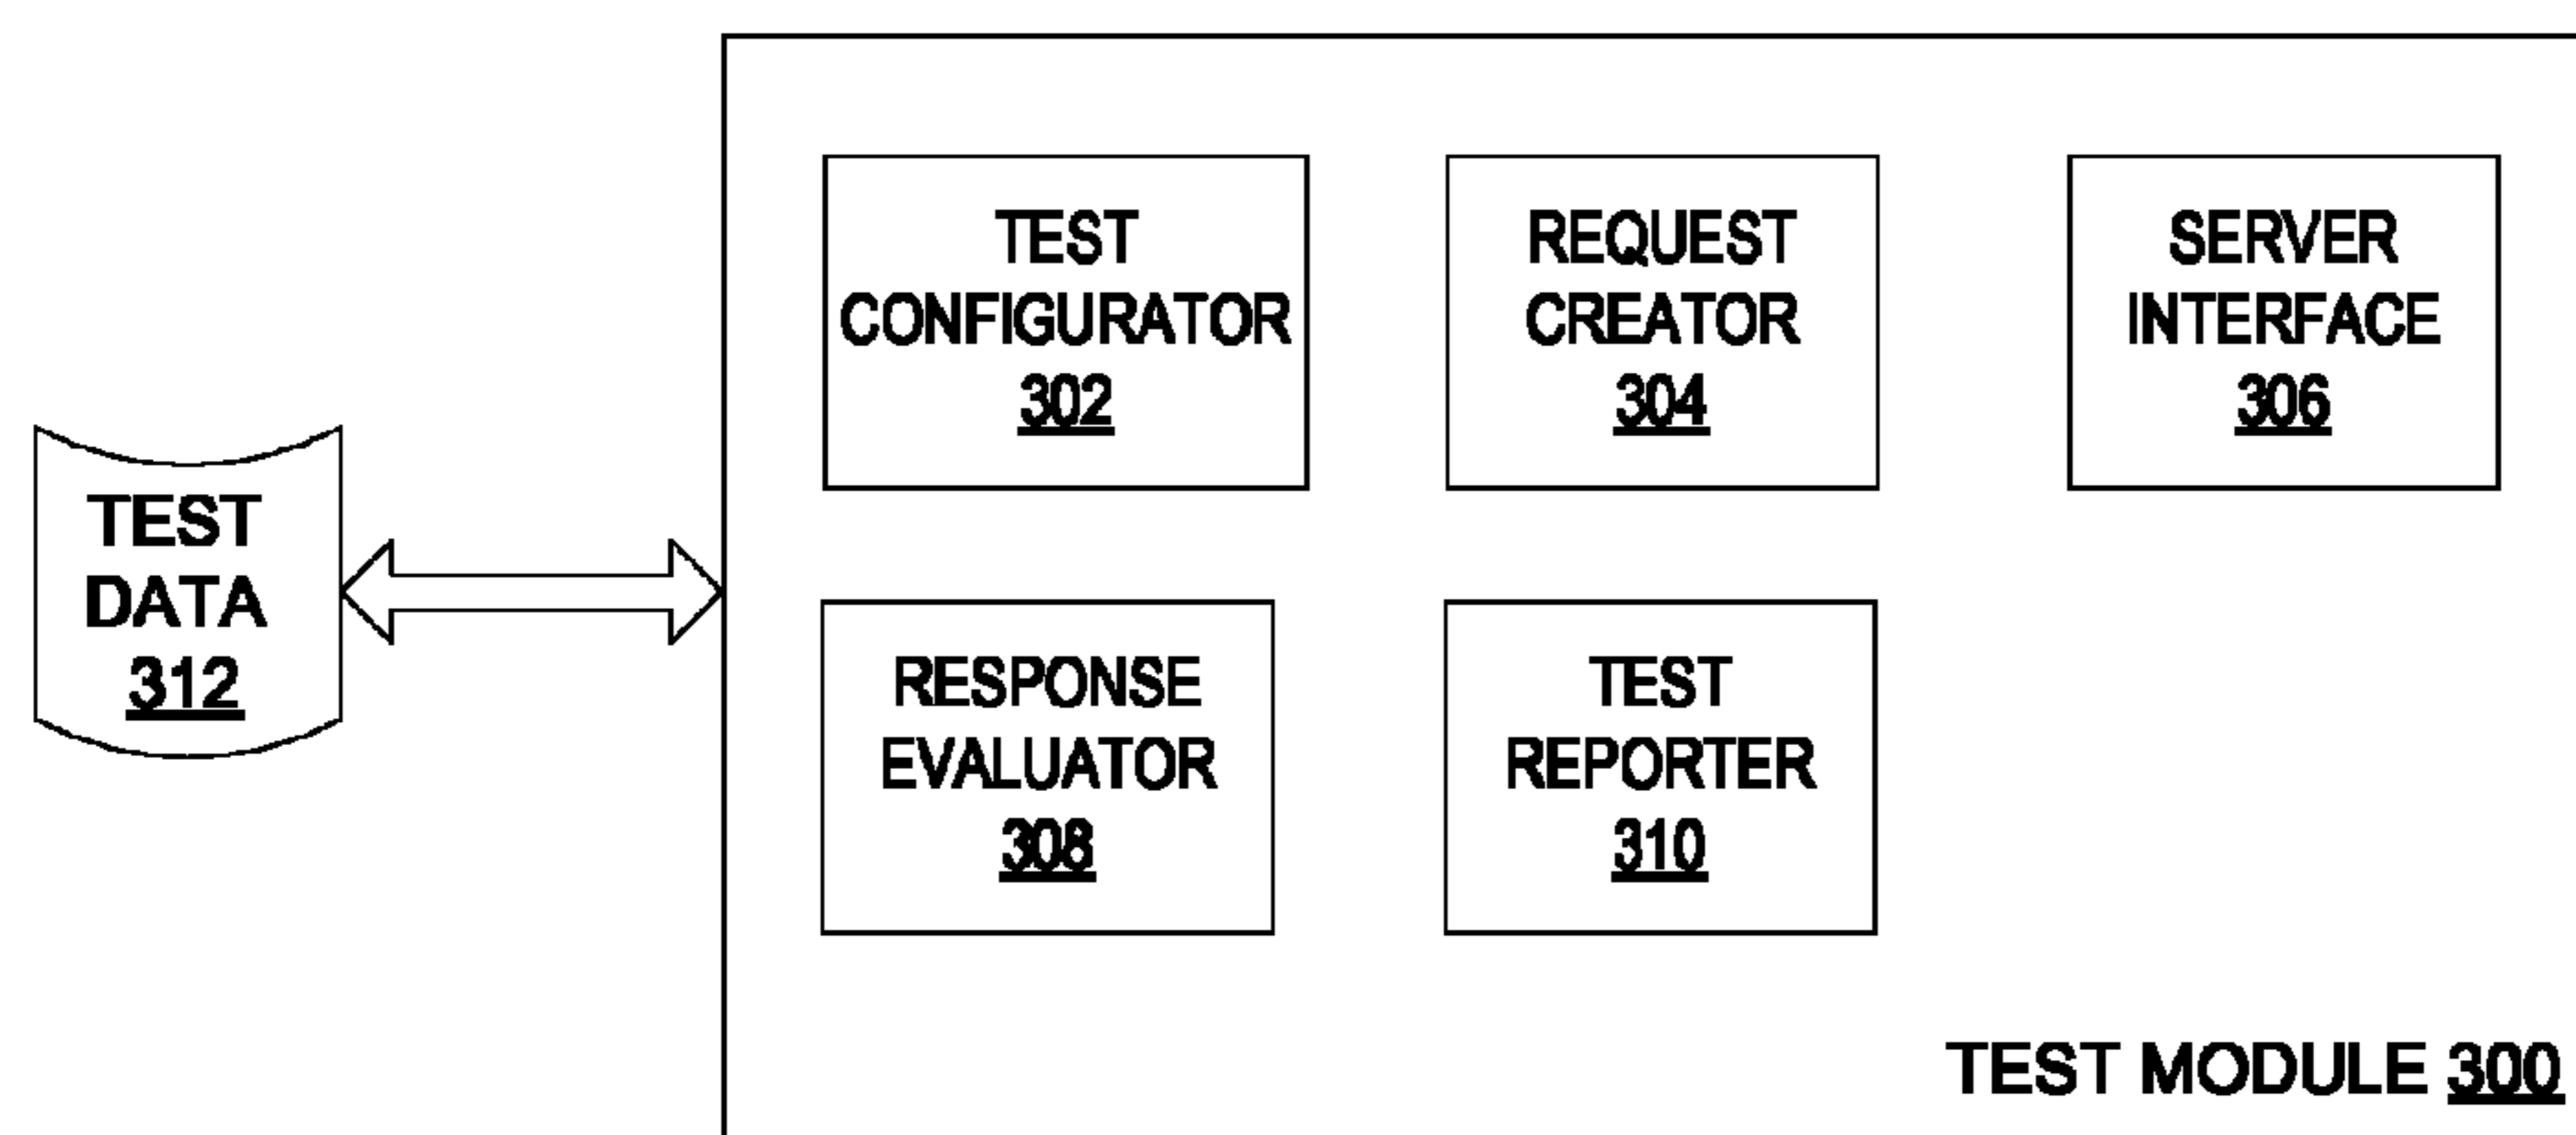 TEST
CONFIGURATOR
302
REQUEST
CREATOR
304
SERVER
INTERFACE
306
TEST
DATA
312
RESPONSE
EVALUATOR
308
TEST
REPORTER
310
TEST MODULE 300